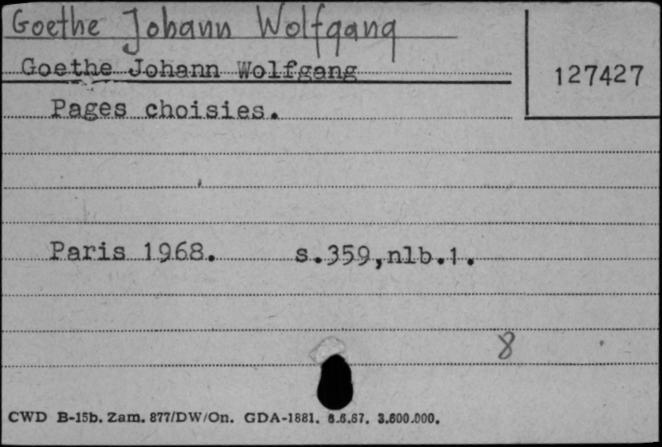 Goethe Johann Wolfgang
Goethe Johann Wolfgang
127427
Pages choisies.
Paris 1968. s.359,nlb.1.
8
CWD B-15b. Zam. 877/DW/On. GDA-1881. 6.6.67. 3.600.000.